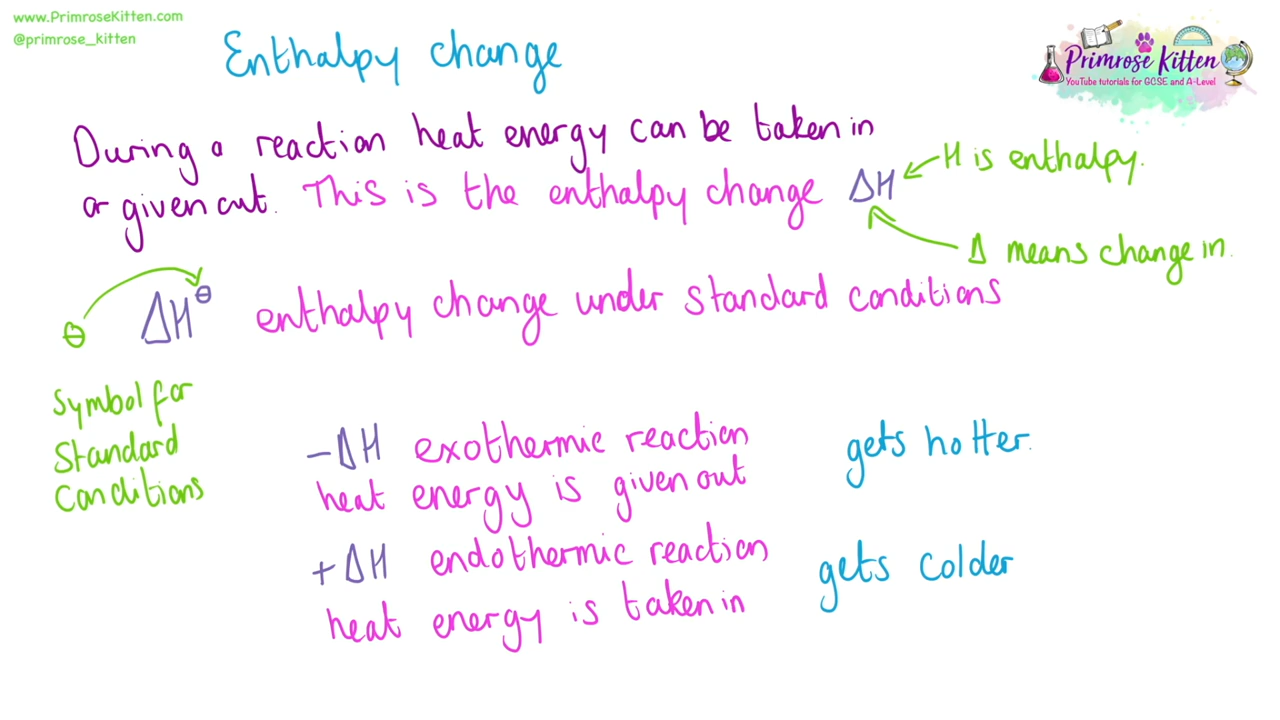 www.PrimroseKitten.com
@primrose_kitten
Enthalpy change
Primrose Kitten
YouTube tutorials for GCSE and A-Level
During a reaction heat energy can be taken in
or given out. This is the enthalpy change ΔH
H is enthalpy.
Δ means change in.
ΔH⊖ enthalpy change under standard conditions
⊖
Symbol for
Standard
Conditions
-ΔH exothermic reaction
heat energy is given out
gets hotter.
+ΔH endothermic reaction
heat energy is taken in
gets colder